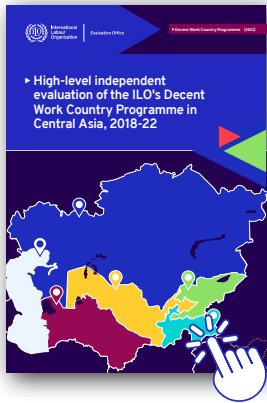 International
Labour
Organization
Evaluation Office
▶ Decent Work Country Programme [2022]
▶ High-level independent
evaluation of the ILO's Decent
Work Country Programme in
Central Asia, 2018-22